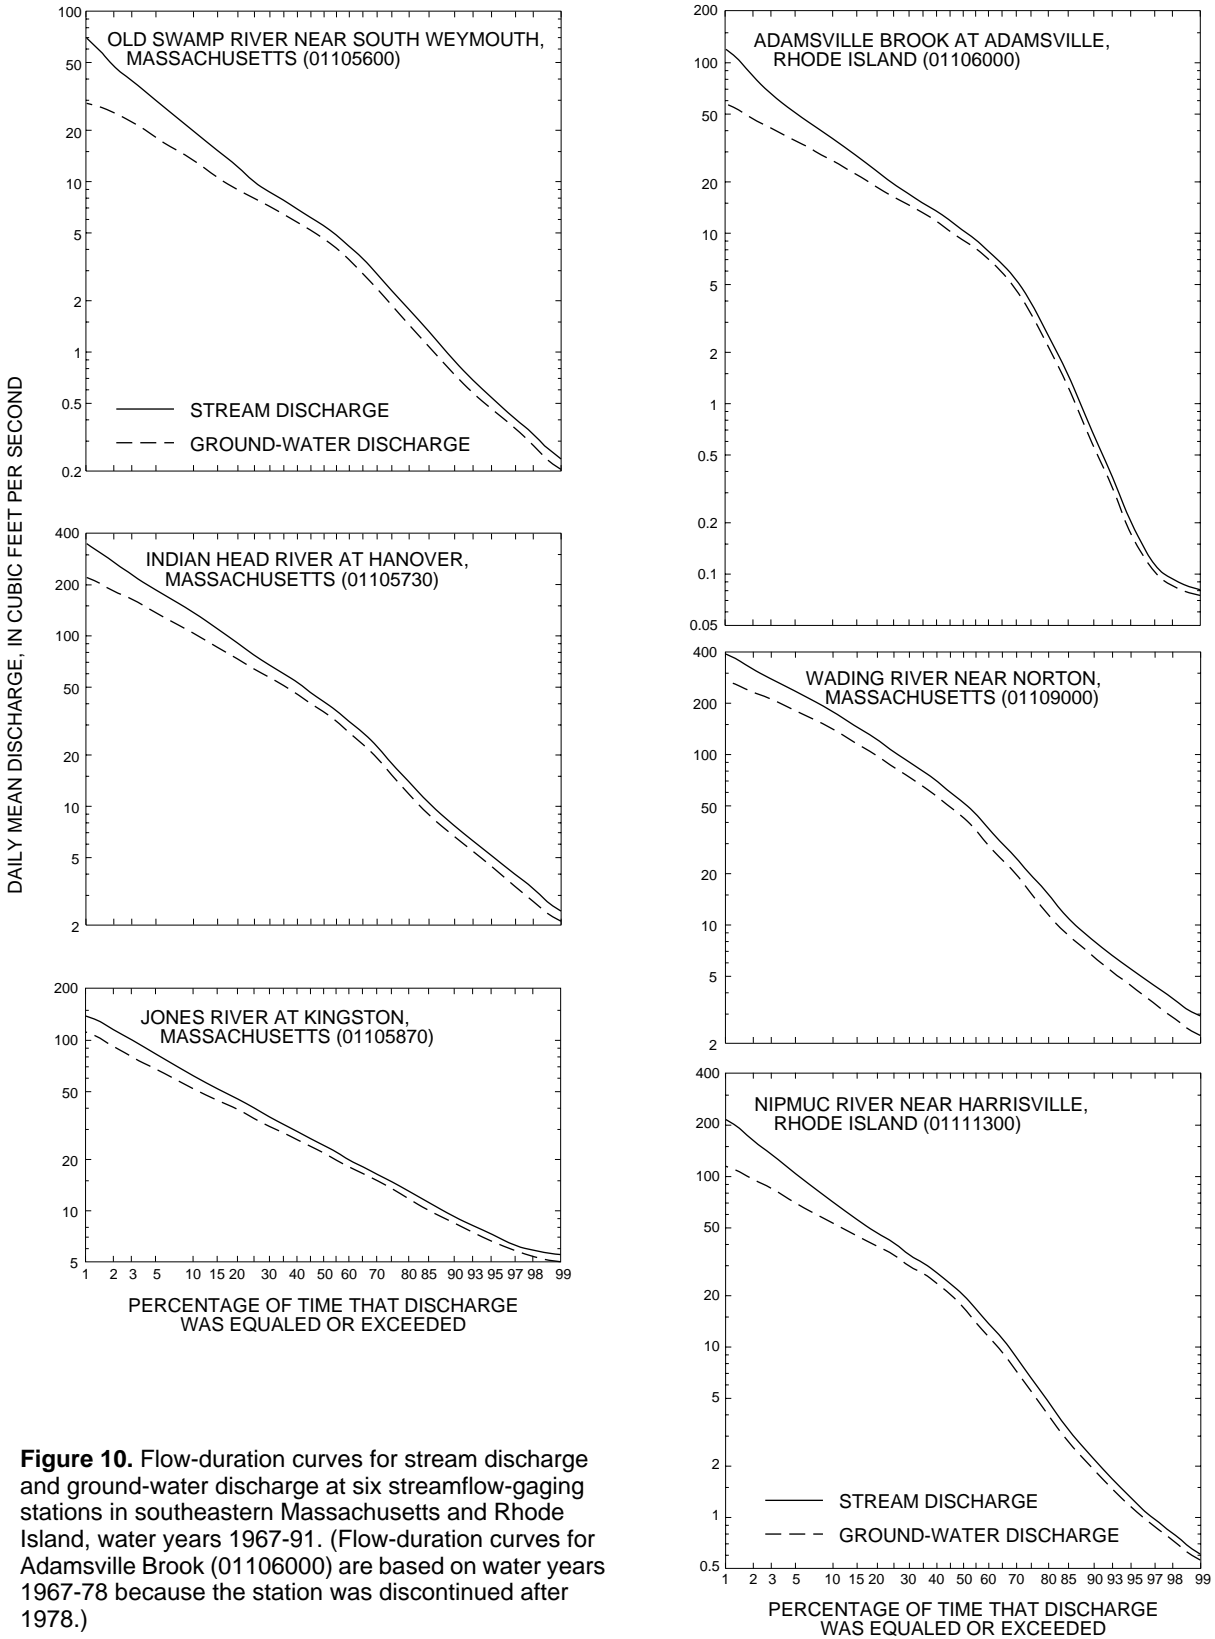 DAILY MEAN DISCHARGE, IN CUBIC FEET PER SECOND
OLD SWAMP RIVER NEAR SOUTH WEYMOUTH,
MASSACHUSETTS (01105600)
100
50
20
10
5
2
1
0.5
0.2
STREAM DISCHARGE
GROUND-WATER DISCHARGE
INDIAN HEAD RIVER AT HANOVER,
MASSACHUSETTS (01105730)
400
200
100
50
20
10
5
2
JONES RIVER AT KINGSTON,
MASSACHUSETTS (01105870)
200
100
50
20
10
5
1 2 3 5 10 15 20 30 40 50 60 70 80 85 90 93 95 97 98 99
PERCENTAGE OF TIME THAT DISCHARGE
WAS EQUALED OR EXCEEDED
ADAMSVILLE BROOK AT ADAMSVILLE,
RHODE ISLAND (01106000)
200
100
50
20
10
5
2
1
0.5
0.2
0.1
0.05
WADING RIVER NEAR NORTON,
MASSACHUSETTS (01109000)
400
200
100
50
20
10
5
2
NIPMUC RIVER NEAR HARRISVILLE,
RHODE ISLAND (01111300)
400
200
100
50
20
10
5
2
1
0.5
STREAM DISCHARGE
GROUND-WATER DISCHARGE
1 2 3 5 10 15 20 30 40 50 60 70 80 85 90 93 95 97 98 99
PERCENTAGE OF TIME THAT DISCHARGE
WAS EQUALED OR EXCEEDED
Figure 10. Flow-duration curves for stream discharge
and ground-water discharge at six streamflow-gaging
stations in southeastern Massachusetts and Rhode
Island, water years 1967-91. (Flow-duration curves for
Adamsville Brook (01106000) are based on water years
1967-78 because the station was discontinued after
1978.)